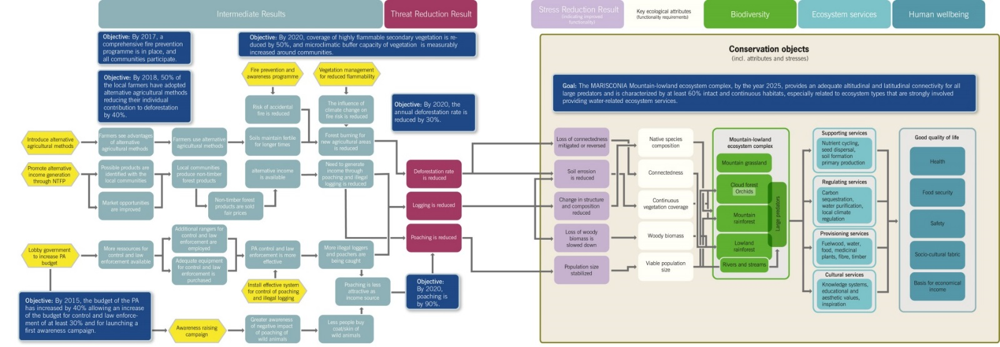 Intermediate Results
Threat Reduction Result
Stress Reduction Result
(indicating improved
functionality)
Key ecological attributes
(functionality requirements)
Biodiversity
Ecosystem services
Human wellbeing
Objective: By 2017, a
comprehensive fire prevention
programme is in place, and
all communities participate.
Objective: By 2020, coverage of highly flammable secondary vegetation is re-
duced by 50%, and microclimatic buffer capacity of vegetation is measurably
increased around communities.
Objective: By 2018, 50% of
the local farmers have adopted
alternative agricultural methods
reducing their individual
contribution to deforestation
by 40%.
Fire prevention and
awareness programme
Vegetation management
for reduced flammability
Risk of accidental
fire is reduced
The influence of
climate change on
fire risk is reduced
Objective: By 2020, the
annual deforestation rate is
reduced by 30%.
Introduce alternative
agricultural methods
Farmers see advantages
of alternative
agricultural methods
Farmers use alternative
agricultural methods
Soils maintain fertile
for longer times
Forest burning for
new agricultural areas
is reduced
Promote alternative
income generation
through NTFP
Possible products are
identified with the
local communities
Local communities
produce non-timber
forest products
alternative income
is available
Need to generate
income through
poaching and illegal
logging is reduced
Market opportunities
are improved
Non-timber forest
products are sold
fair prices
Deforestation rate
is reduced
Logging is reduced
Poaching is reduced
Lobby government
to increase PA
budget
More ressources for
control and law
enforcement available
Additional rangers for
control and law
enforcement are
employed
Adequate equipment
for control and law
enforcement is
purchased
PA control and law
enforcement is more
effective
More illegal loggers
and poachers are
being caught
Install effective system
for control of poaching
and illegal logging
Poaching is less
attractive as
income source
Objective:
By 2020,
poaching is
by 90%.
Objective: By 2015, the budget of the PA
has increased by 40% allowing an increase
of the budget for control and law enforce-
ment of at least 30% and for launching a
first awareness campaign.
Awareness raising
campaign
Greater awareness
of negative impact
of poaching of
wild animals
Less people buy
coat/skin of
wild animals
Conservation objects
(incl. attributes and stresses)
Goal: The MARISCONIA Mountain-lowland ecosystem complex, by the year 2025, provides an adequate altitudinal and latitudinal connectivity for all
large predators and is characterized by at least 60% intact and continuous habitats, especially related to ecosystem types that are strongly involved
providing water-related ecosystem services.
Loss of connectedness
mitigated or reversed
Soil erosion
is reduced
Change in structure
and composition
reduced
Loss of woody
biomass is
slowed down
Population size
stabilized
Native species
composition
Connectedness
Continuous
vegetation coverage
Woody biomass
Viable population
size
Mountain-lowland
ecosystem complex
Mountain grassland
Cloud forest
Orchids
Mountain
rainforest
Lowland
rainforest
Rivers and streams
Large predators
Supporting services
Nutrient cycling,
seed dispersal,
soil formation
primary production
Regulating services
Carbon
sequestration,
water purification,
local climate
regulation
Provisioning services
Fuelwood, water,
food, medicinal
plants, fibre, timber
Cultural services
Knowledge systems,
educational and
aesthetic values,
inspiration
Good quality of life
Health
Food security
Safety
Socio-cultural fabric
Basis for economical
income